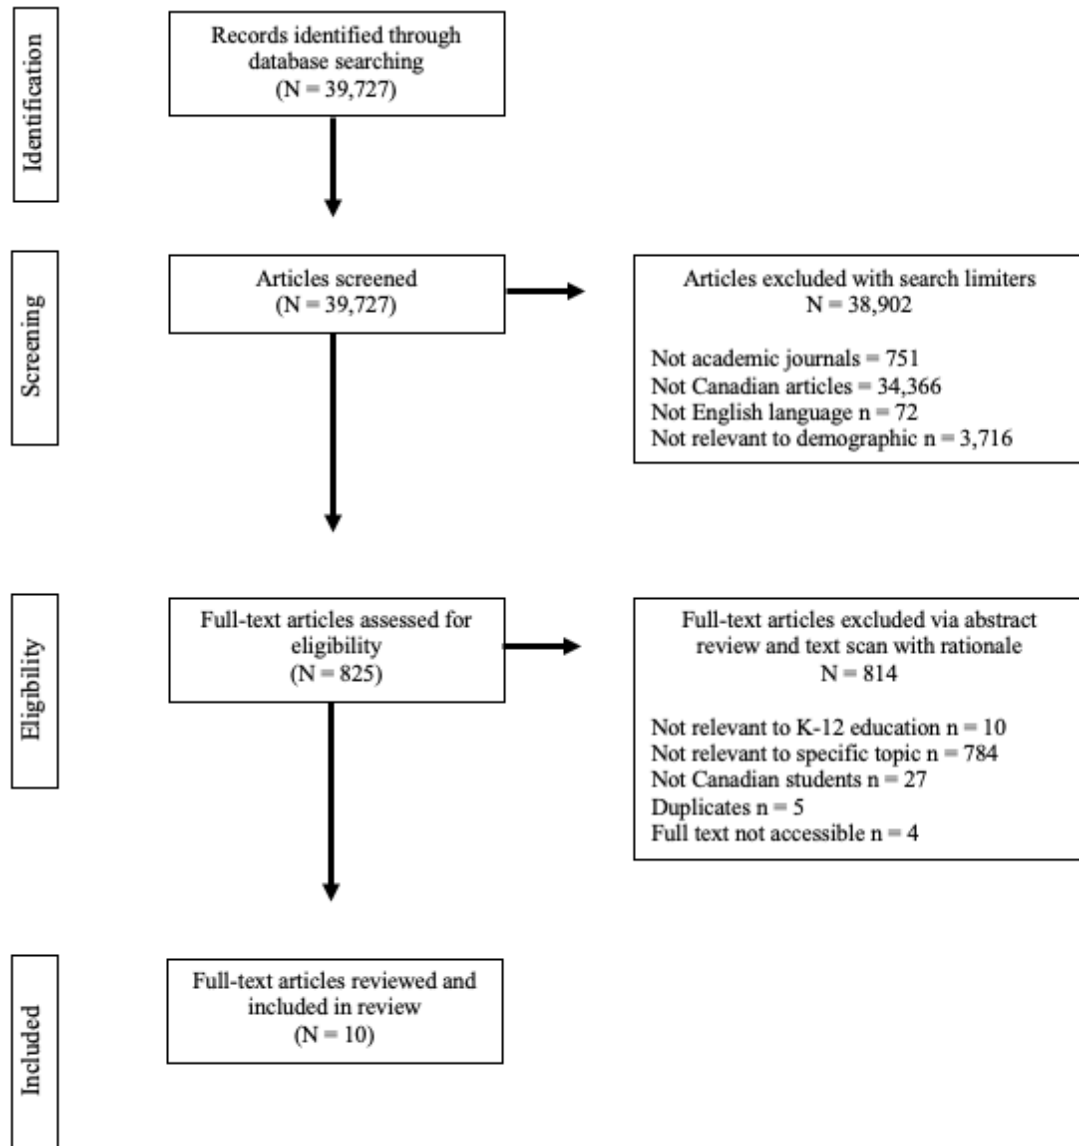 Identification
Records identified through
database searching
(N = 39,727)
Screening
Articles screened
(N = 39,727)
Articles excluded with search limiters
N = 38,902
Not academic journals = 751
Not Canadian articles = 34,366
Not English language n = 72
Not relevant to demographic n = 3,716
Eligibility
Full-text articles assessed for
eligibility
(N = 825)
Full-text articles excluded via abstract
review and text scan with rationale
N = 814
Not relevant to K-12 education n = 10
Not relevant to specific topic n = 784
Not Canadian students n = 27
Duplicates n = 5
Full text not accessible n = 4
Included
Full-text articles reviewed and
included in review
(N = 10)